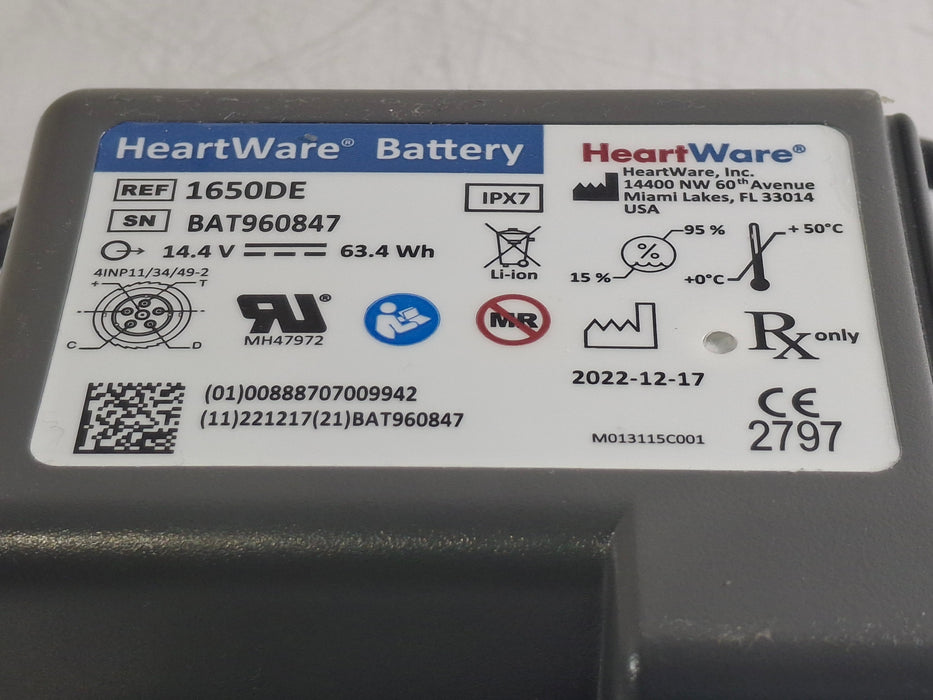 HeartWare® Battery
REF 1650DE
SN BAT960847
14.4 V 63.4 Wh
4INP11/34/49-2
+ T
C D
RU®
MH47972
IPX7
Li-ion
MR
HeartWare®
HeartWare, Inc.
14400 NW 60th Avenue
Miami Lakes, FL 33014
USA
95 %
%
15 %
+ 50°C
+0°C
2022-12-17
Rx only
(01)00888707009942
(11)221217(21)BAT960847
M013115C001
CE
2797